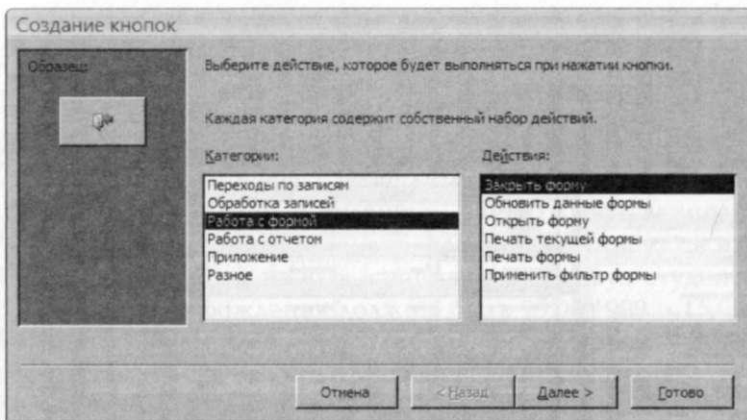 Создание кнопок
Образец:
Выберите действие, которое будет выполняться при нажатии кнопки.
Каждая категория содержит собственный набор действий.
Категории:
Переходы по записям
Обработка записей
Работа с формой
Работа с отчетом
Приложение
Разное
Действия:
Закрыть форму
Обновить данные формы
Открыть форму
Печать текущей формы
Печать формы
Применить фильтр формы
Отмена
< Назад
Далее >
Готово